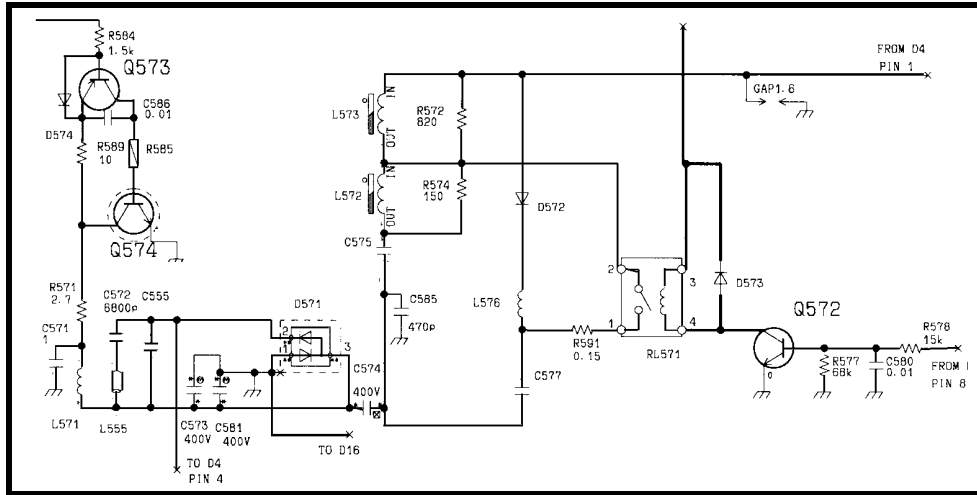 R584
1.5k
Q573
C586
0.01
D574
R589
10
R585
Q574
R571
2.7
C571
1
C572
6800p
C555
L571
L555
C573
400V
C581
400V
D571
2
1
3
C574
400V
TO D16
TO D4
PIN 4
L573
IN
OUT
R572
820
L572
IN
OUT
R574
150
C575
C585
470p
D572
L576
C577
R591
0.15
2
1
3
4
RL571
D573
Q572
R577
68k
C580
0.01
R578
15k
FROM I
PIN 8
FROM D4
PIN 1
GAP1.6